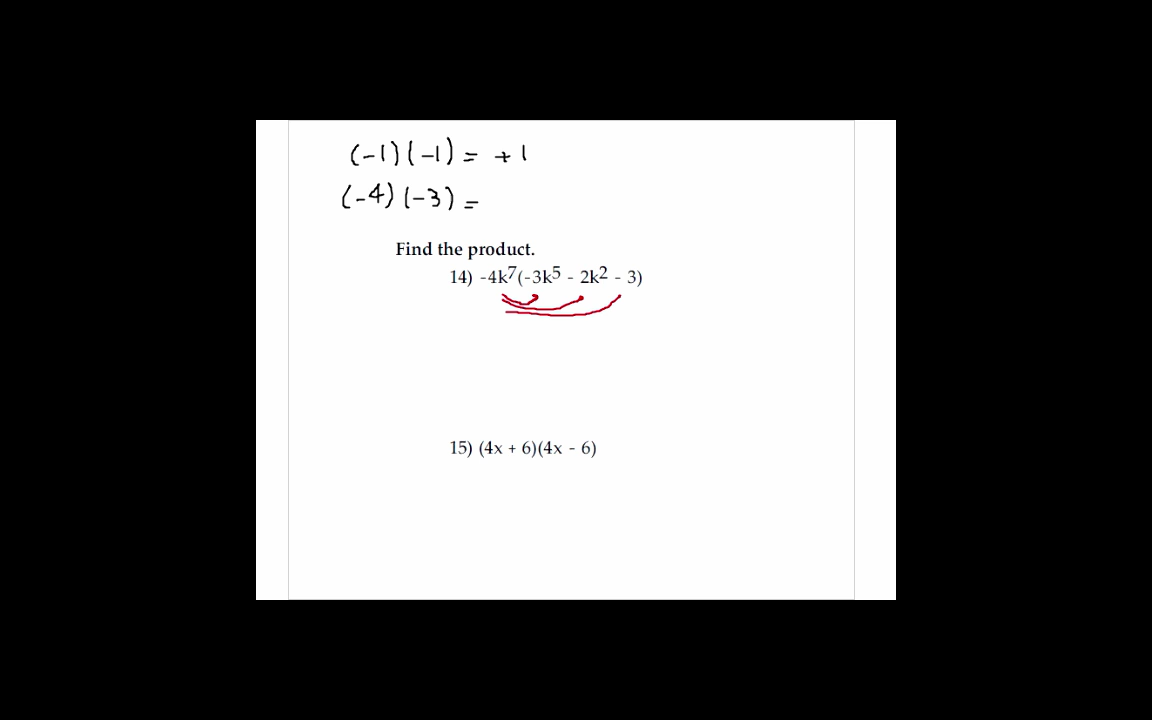 (-1)(-1) = +1
(-4)(-3) =
Find the product.
14) -4k⁷(-3k⁵ - 2k² - 3)
15) (4x + 6)(4x - 6)